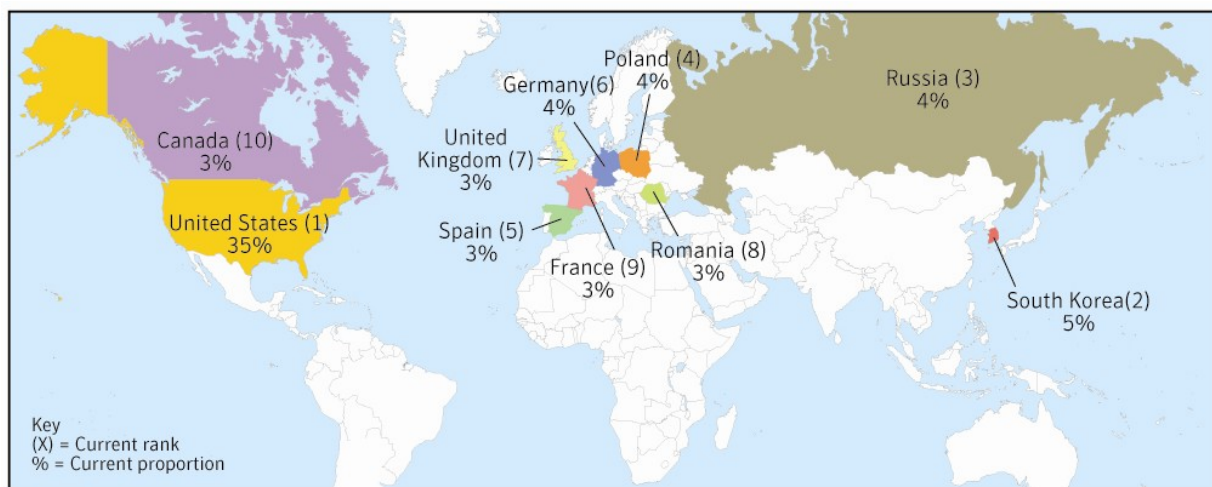 Poland (4)
4%
Germany(6)
4%
Russia (3)
4%
Canada (10)
3%
United
Kingdom (7)
3%
United States (1)
35%
Spain (5)
3%
France (9)
3%
Romania (8)
3%
South Korea(2)
5%
Key
(X) = Current rank
% = Current proportion